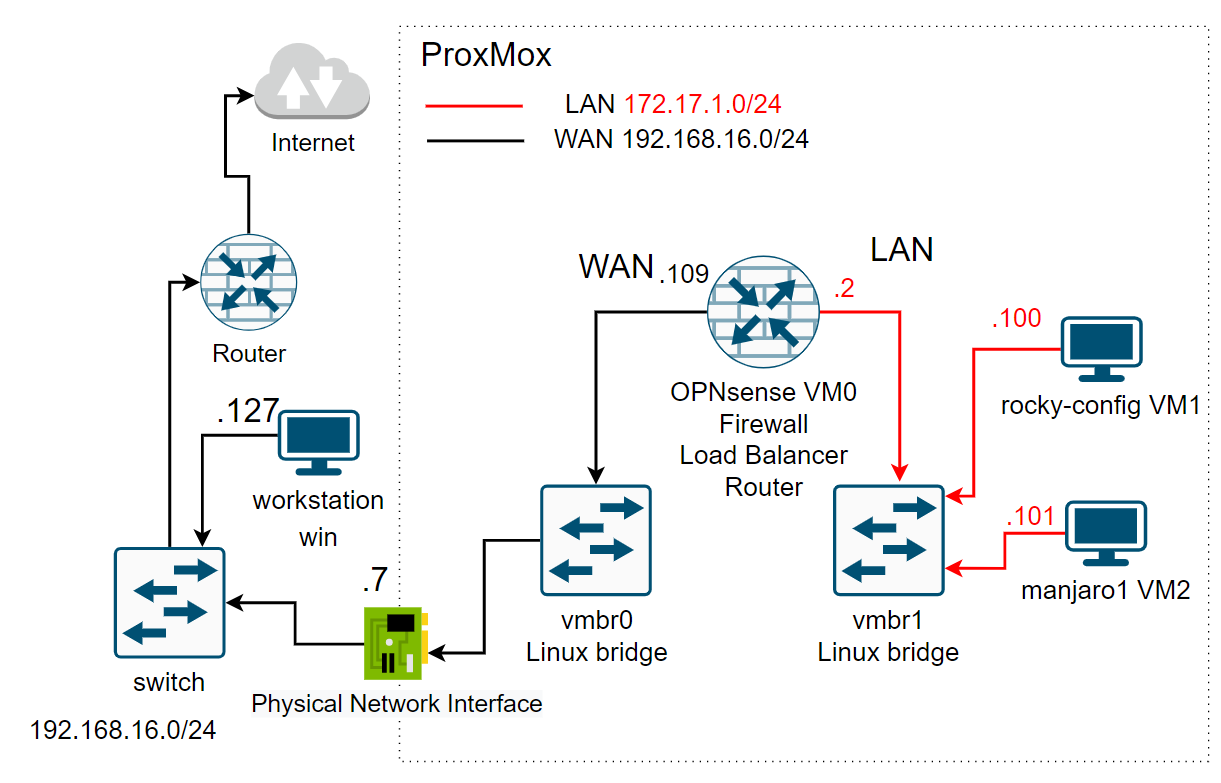 ProxMox
LAN 172.17.1.0/24
WAN 192.168.16.0/24
Internet
Router
.127
workstation
win
switch
192.168.16.0/24
.7
Physical Network Interface
WAN .109
LAN
.2
OPNsense VM0
Firewall
Load Balancer
Router
vmbr0
Linux bridge
vmbr1
Linux bridge
.100
rocky-config VM1
.101
manjaro1 VM2